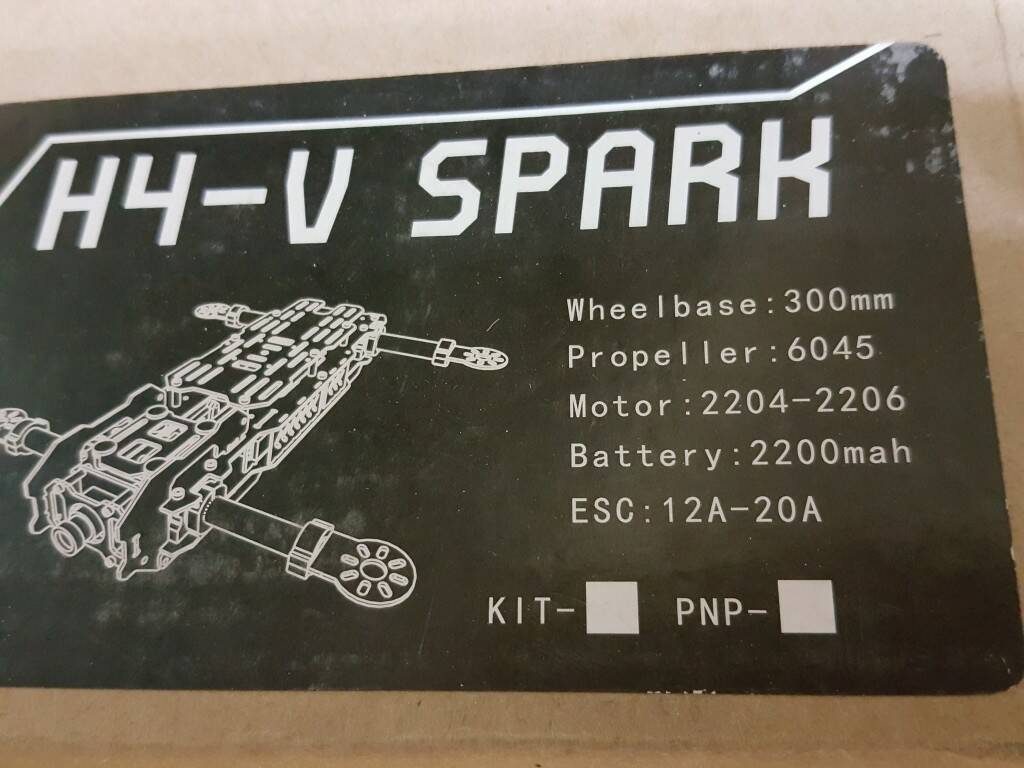 H4-V SPARK
Wheelbase:300mm
Propeller:6045
Motor:2204-2206
Battery:2200mah
ESC:12A-20A
KIT- PNP-